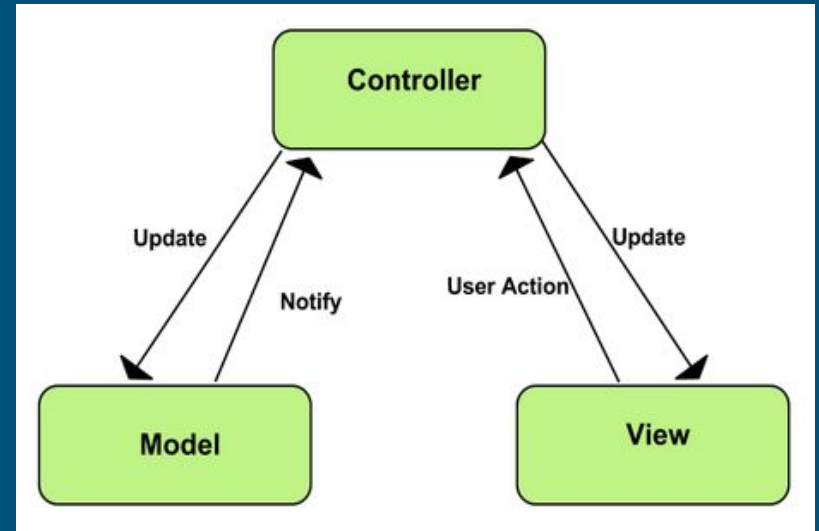 Controller
Update
Update
User Action
Notify
Model
View